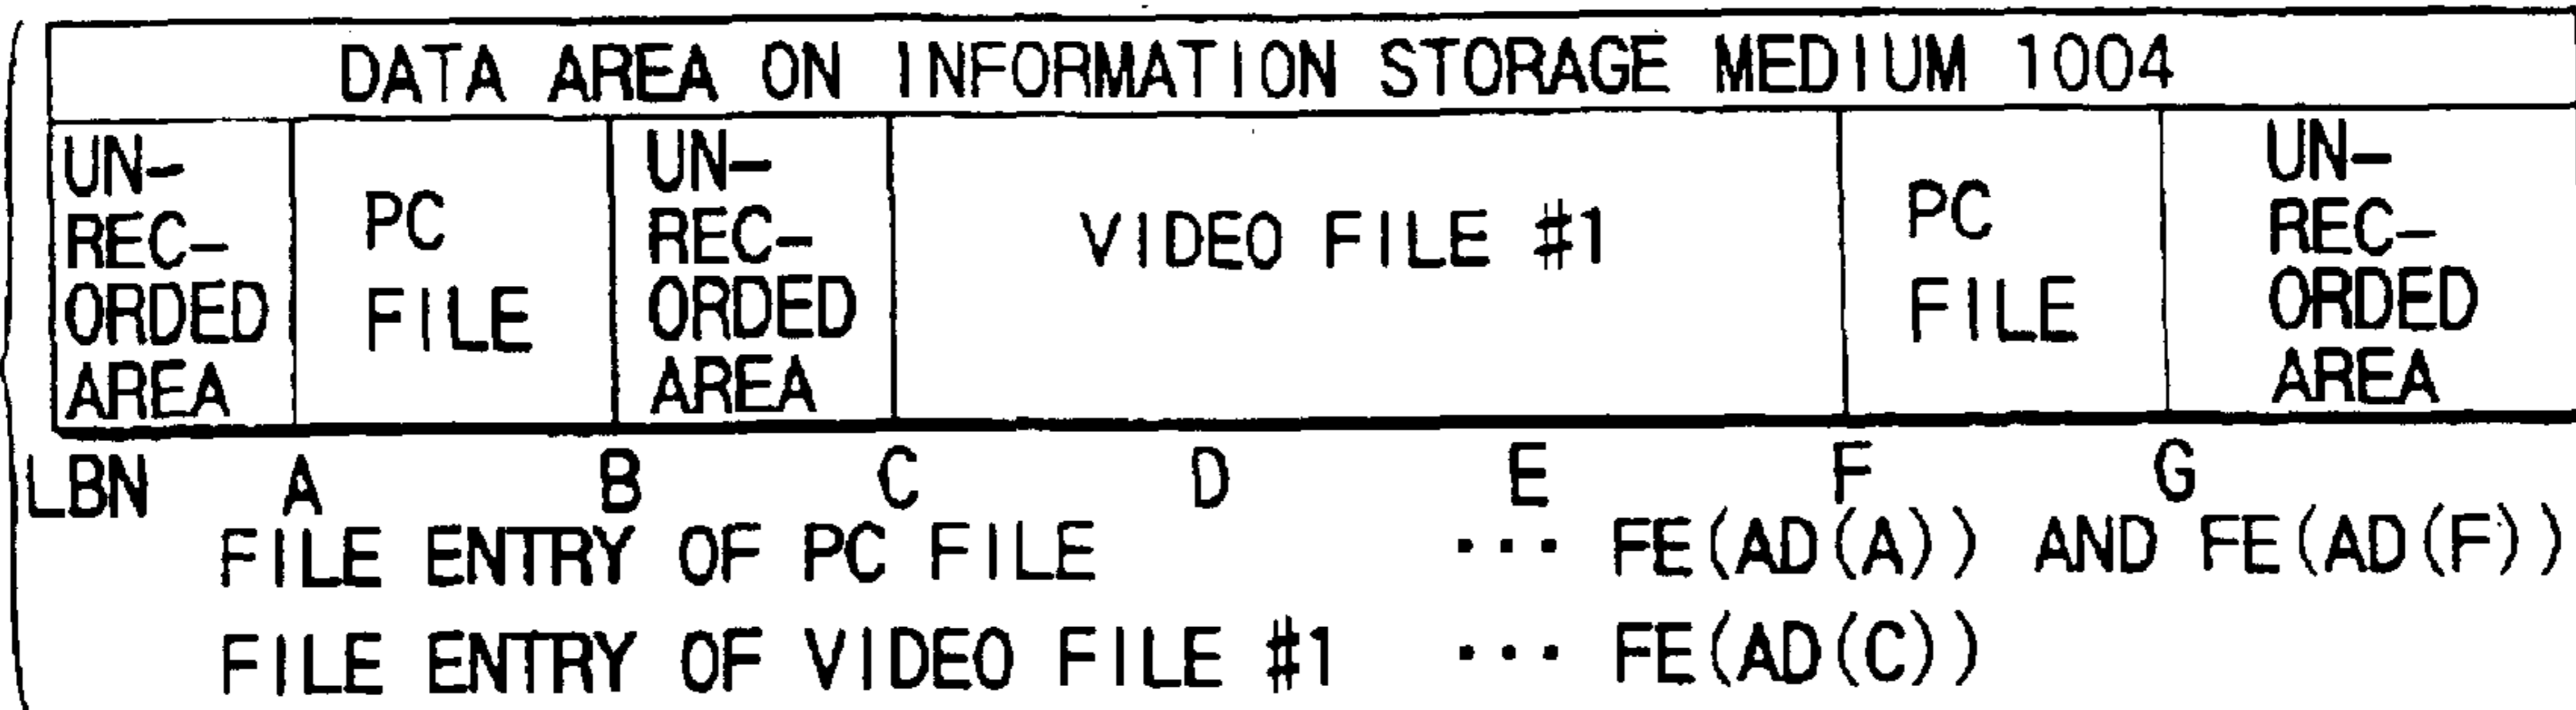 DATA AREA ON INFORMATION STORAGE MEDIUM 1004
UN-
REC-
ORDED
AREA
PC
FILE
UN-
REC-
ORDED
AREA
VIDEO FILE #1
PC
FILE
UN-
REC-
ORDED
AREA
LBN A B C D E F G
FILE ENTRY OF PC FILE ··· FE(AD(A)) AND FE(AD(F))
FILE ENTRY OF VIDEO FILE #1 ··· FE(AD(C))